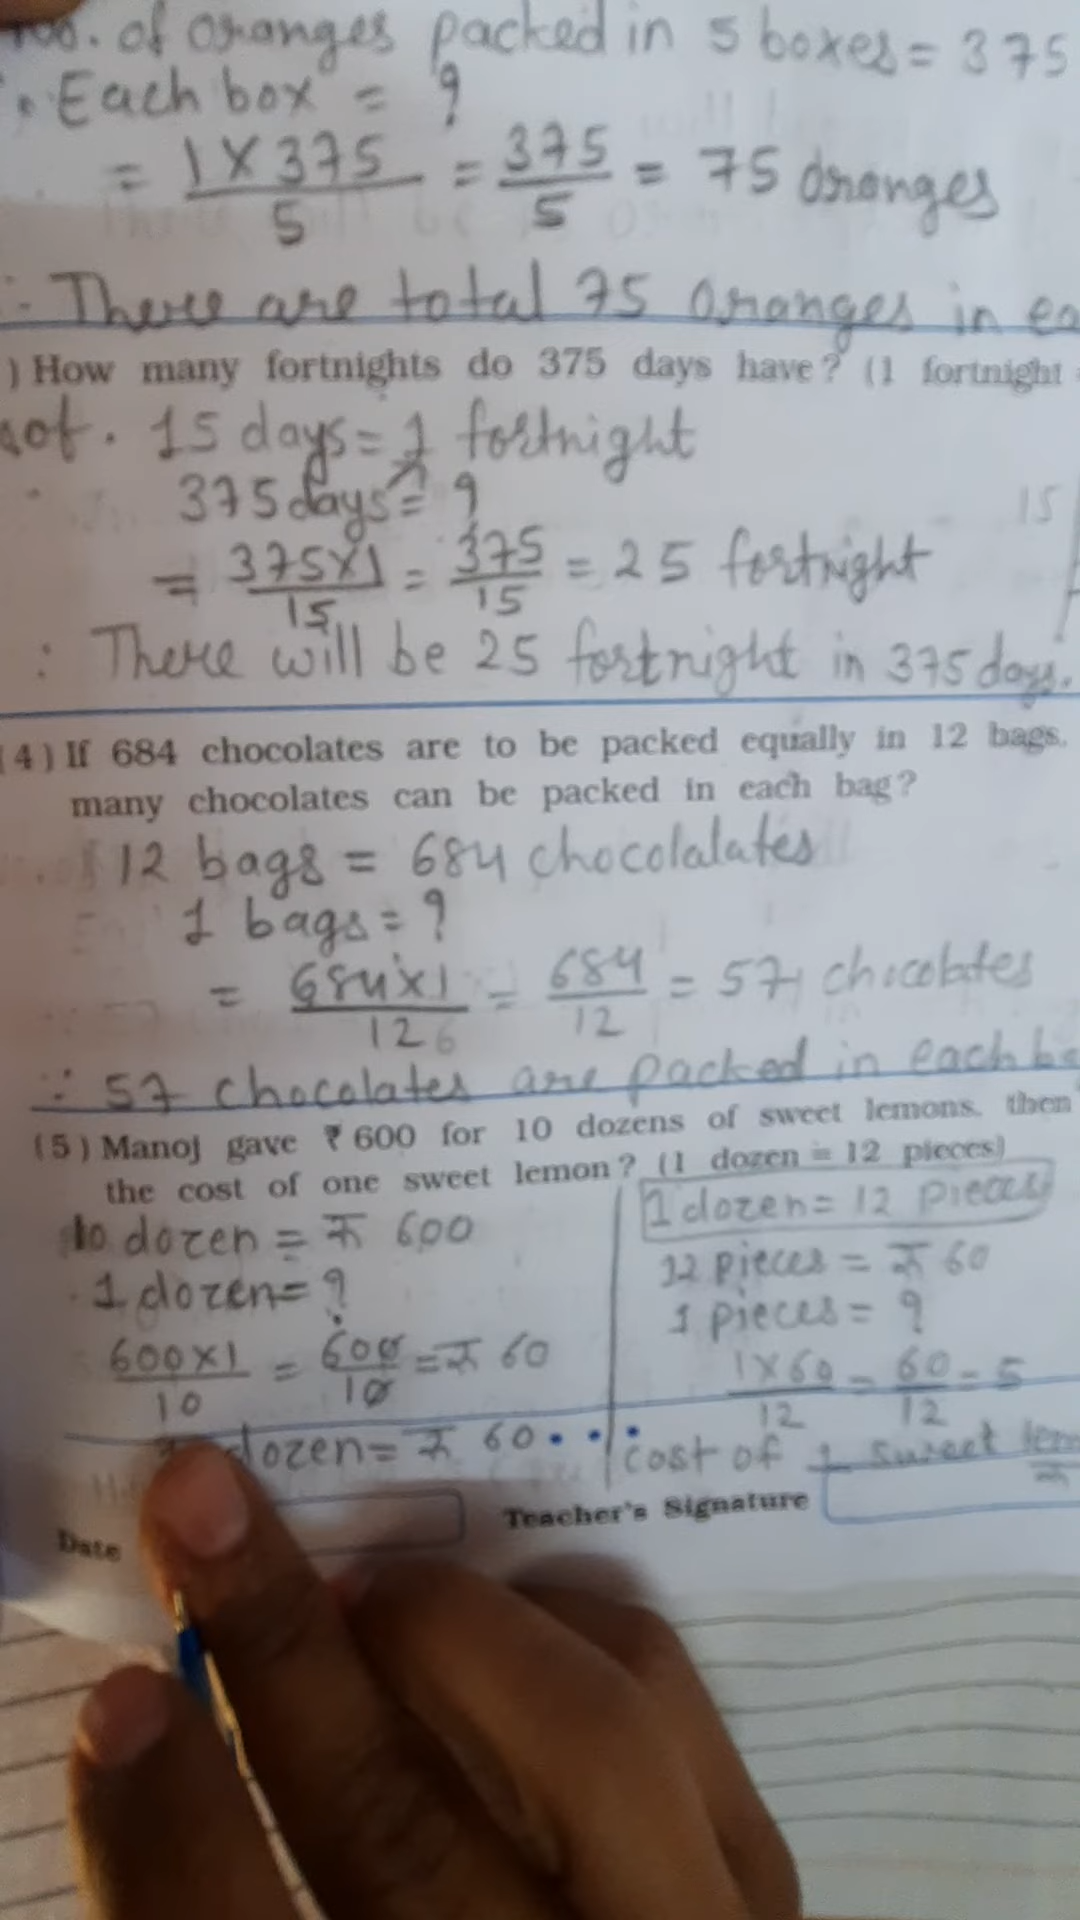 of oranges packed in 5 boxes = 375
Each box = ?
= 1 X 375 / 5 = 375 / 5 = 75 oranges
∴ There are total 75 oranges in
) How many fortnights do 375 days have? (1 fortnight
15 days = 1 fortnight
375 days = ?
15
= 375 X 1 / 15 = 375 / 15 = 25 fortnight
: There will be 25 fortnight in 375 days.
(4) If 684 chocolates are to be packed equally in 12 bags.
many chocolates can be packed in each bag?
12 bags = 684 chocolalates
1 bags = ?
= 684 X 1 / 126 = 684 / 12 = 57 chocolates
∵ 57 chocolates are packed in each
(5) Manoj gave ₹ 600 for 10 dozens of sweet lemons, then
the cost of one sweet lemon? (1 dozen = 12 pieces)
10 dozen = ₹ 600
1 dozen = ?
600 X 1 / 10 = 600 / 10 = ₹ 60
dozen = ₹ 60
1 dozen = 12 pieces
12 pieces = ₹ 60
1 pieces = ?
1 X 60 / 12 = 60 / 12 = 5
cost of 1 sweet
Date
Teacher's Signature